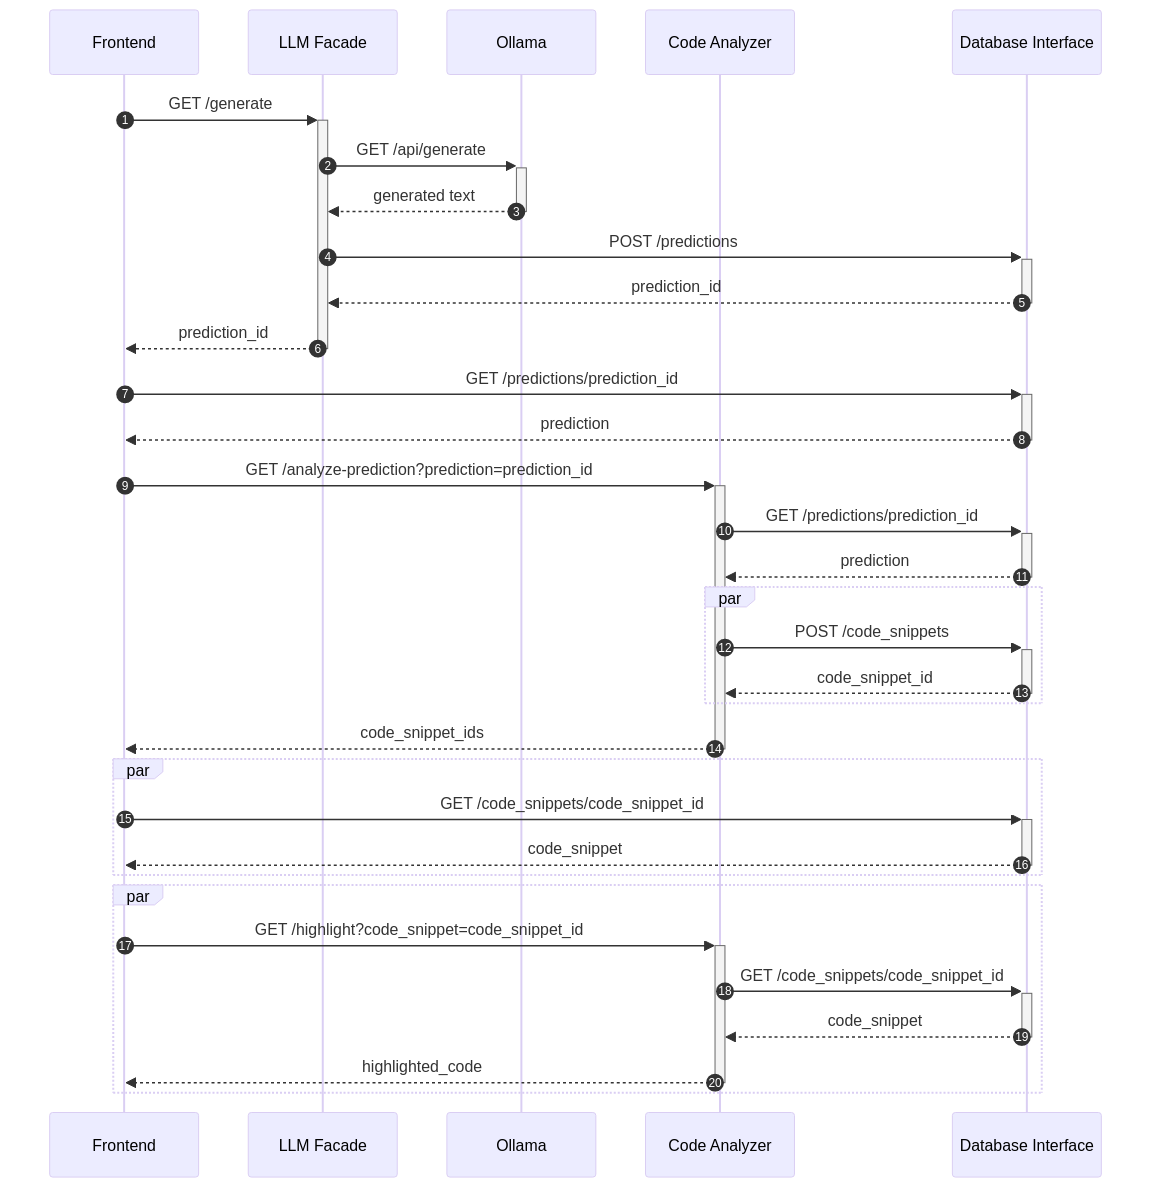 Frontend
LLM Facade
Ollama
Code Analyzer
Database Interface
GET /generate
1
GET /api/generate
2
generated text
3
POST /predictions
4
prediction_id
5
prediction_id
6
GET /predictions/prediction_id
7
prediction
8
GET /analyze-prediction?prediction=prediction_id
9
GET /predictions/prediction_id
10
prediction
11
par
POST /code_snippets
12
code_snippet_id
13
code_snippet_ids
14
par
GET /code_snippets/code_snippet_id
15
code_snippet
16
par
GET /highlight?code_snippet=code_snippet_id
17
GET /code_snippets/code_snippet_id
18
code_snippet
19
highlighted_code
20
Frontend
LLM Facade
Ollama
Code Analyzer
Database Interface